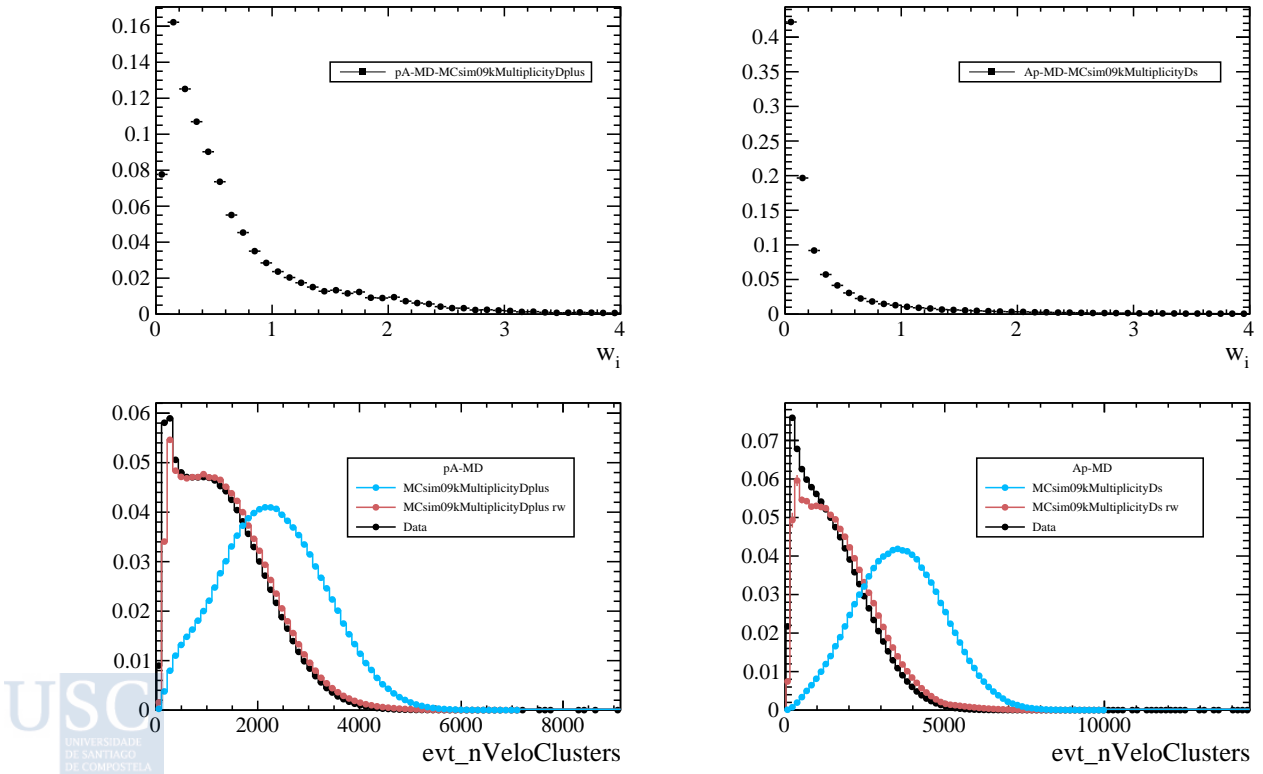 0.16
0.14
0.12
0.1
0.08
0.06
0.04
0.02
0
pA-MD-MCsim09kMultiplicityDplus
0 1 2 3 4
w_i
0.4
0.35
0.3
0.25
0.2
0.15
0.1
0.05
0
Ap-MD-MCsim09kMultiplicityDs
0 1 2 3 4
w_i
0.06
0.05
0.04
0.03
0.02
0.01
0
pA-MD
MCsim09kMultiplicityDplus
MCsim09kMultiplicityDplus rw
Data
0 2000 4000 6000 8000
evt_nVeloClusters
0.07
0.06
0.05
0.04
0.03
0.02
0.01
0
Ap-MD
MCsim09kMultiplicityDs
MCsim09kMultiplicityDs rw
Data
0 5000 10000
evt_nVeloClusters
USC
UNIVERSIDADE
DE SANTIAGO
DE COMPOSTELA